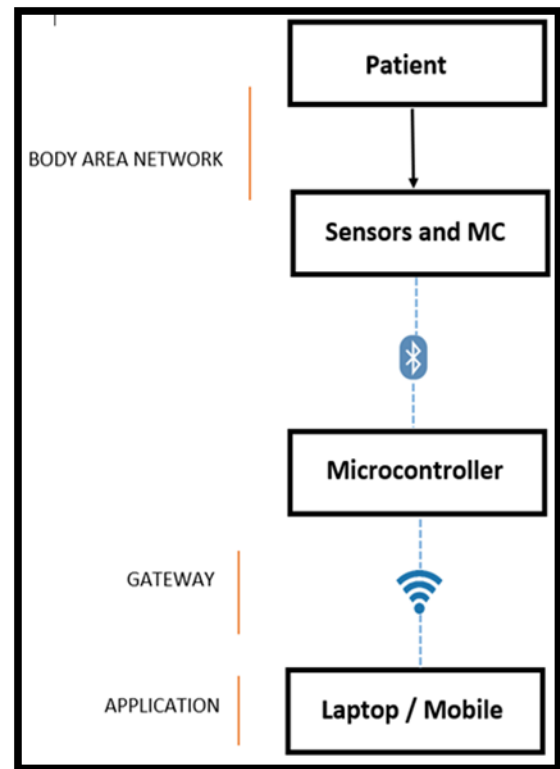 Patient
BODY AREA NETWORK
Sensors and MC
Microcontroller
GATEWAY
APPLICATION
Laptop / Mobile